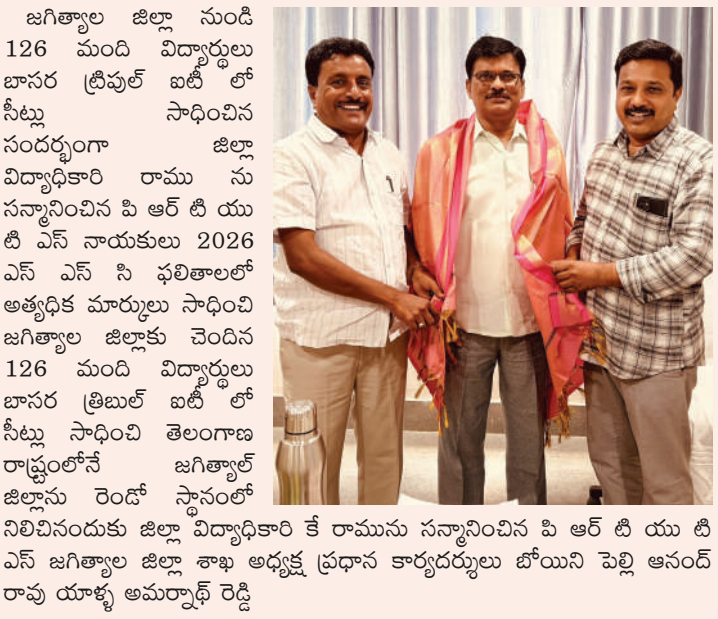 జగిత్యాల జిల్లా నుండి
126 మంది విద్యార్థులు
బాసర ట్రిపుల్ ఐటీ లో
సీట్లు సాధించిన
సందర్భంగా జిల్లా
విద్యాధికారి రాము ను
సన్మానించిన పి ఆర్ టి యు
టి ఎస్ నాయకులు 2026
ఎస్ ఎస్ సి ఫలితాలలో
అత్యధిక మార్కులు సాధించి
జగిత్యాల జిల్లాకు చెందిన
126 మంది విద్యార్థులు
బాసర త్రిబుల్ ఐటీ లో
సీట్లు సాధించి తెలంగాణ
రాష్ట్రంలోనే జగిత్యాల్
జిల్లాను రెండో స్థానంలో
నిలిచినందుకు జిల్లా విద్యాధికారి కే రామును సన్మానించిన పి ఆర్ టి యు టి
ఎస్ జగిత్యాల జిల్లా శాఖ అధ్యక్ష ప్రధాన కార్యదర్శులు బోయిని పెల్లి ఆనంద్
రావు యాళ్ళ అమర్నాథ్ రెడ్డి